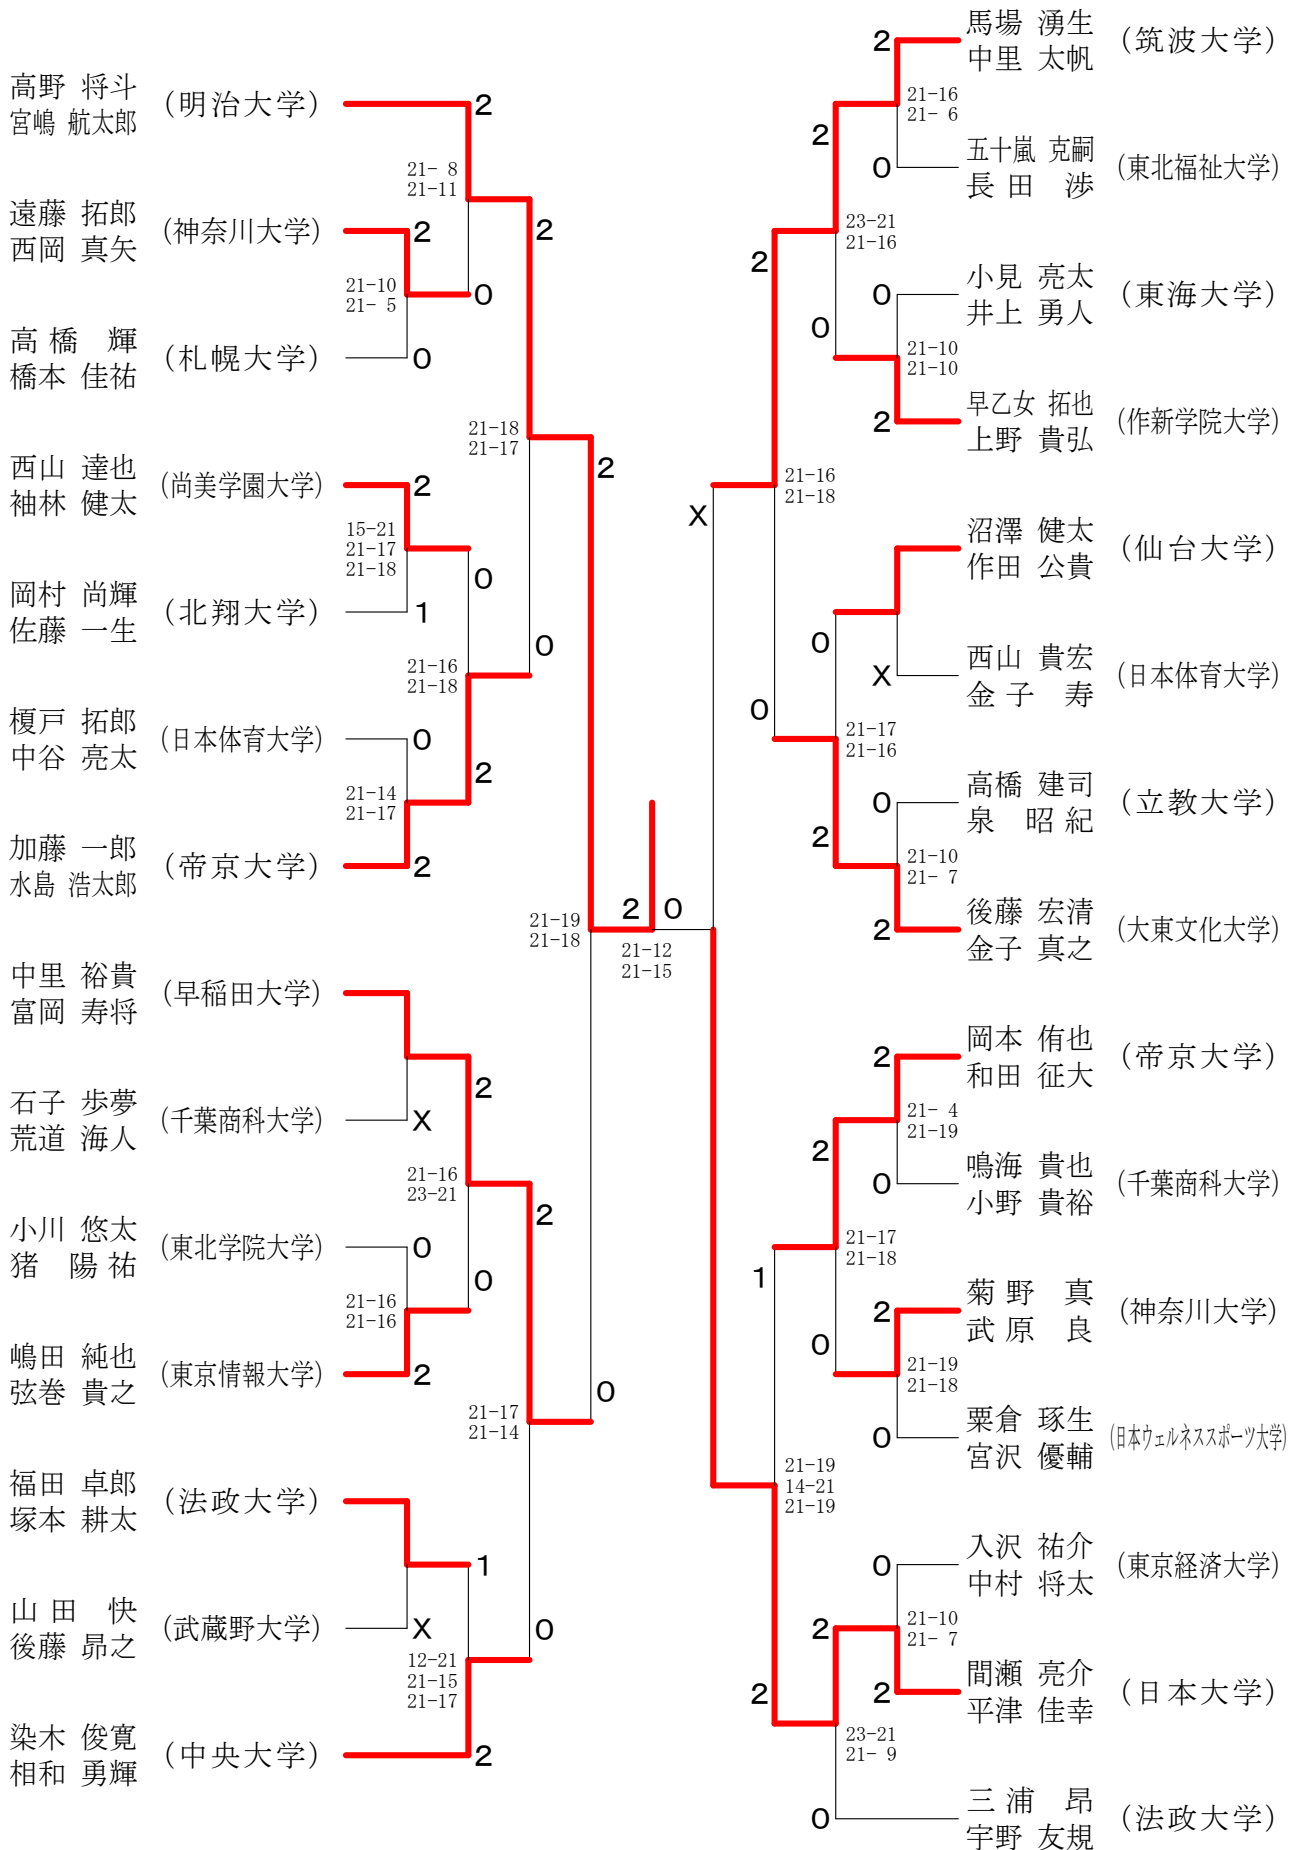 高野 将斗
宮嶋 航太郎
(明治大学)
2
21- 8
21-11
遠藤 拓郎
西岡 真矢
(神奈川大学)
2
21-10
21- 5
0
2
高橋 輝
橋本 佳祐
(札幌大学)
0
21-18
21-17
2
西山 達也
袖林 健太
(尚美学園大学)
2
15-21
21-17
21-18
0
岡村 尚輝
佐藤 一生
(北翔大学)
1
21-16
21-18
0
榎戸 拓郎
中谷 亮太
(日本体育大学)
0
21-14
21-17
2
加藤 一郎
水島 浩太郎
(帝京大学)
2
21-19
21-18
2
0
21-12
21-15
中里 裕貴
富岡 寿将
(早稲田大学)
2
石子 歩夢
荒道 海人
(千葉商科大学)
X
21-16
23-21
2
小川 悠太
猪 陽祐
(東北学院大学)
0
21-16
21-16
0
嶋田 純也
弦巻 貴之
(東京情報大学)
2
21-17
21-14
0
福田 卓郎
塚本 耕太
(法政大学)
1
山田 快
後藤 昴之
(武蔵野大学)
X
12-21
21-15
21-17
0
染木 俊寛
相和 勇輝
(中央大学)
2
2
馬場 湧生
中里 太帆
(筑波大学)
21-16
21- 6
2
0
五十嵐 克嗣
長田 渉
(東北福祉大学)
23-21
21-16
2
0
小見 亮太
井上 勇人
(東海大学)
0
21-10
21-10
2
早乙女 拓也
上野 貴弘
(作新学院大学)
21-16
21-18
X
沼澤 健太
作田 公貴
(仙台大学)
0
X
西山 貴宏
金子 寿
(日本体育大学)
0
21-17
21-16
0
高橋 建司
泉 昭紀
(立教大学)
2
21-10
21- 7
2
後藤 宏清
金子 真之
(大東文化大学)
2
岡本 侑也
和田 征大
(帝京大学)
21- 4
21-19
2
0
鳴海 貴也
小野 貴裕
(千葉商科大学)
21-17
21-18
1
2
菊野 真
武原 良
(神奈川大学)
0
21-19
21-18
0
粟倉 琢生
宮沢 優輔
(日本ウェルネススポーツ大学)
21-19
14-21
21-19
0
入沢 祐介
中村 将太
(東京経済大学)
2
21-10
21- 7
2
2
間瀬 亮介
平津 佳幸
(日本大学)
23-21
21- 9
0
三浦 昂
宇野 友規
(法政大学)